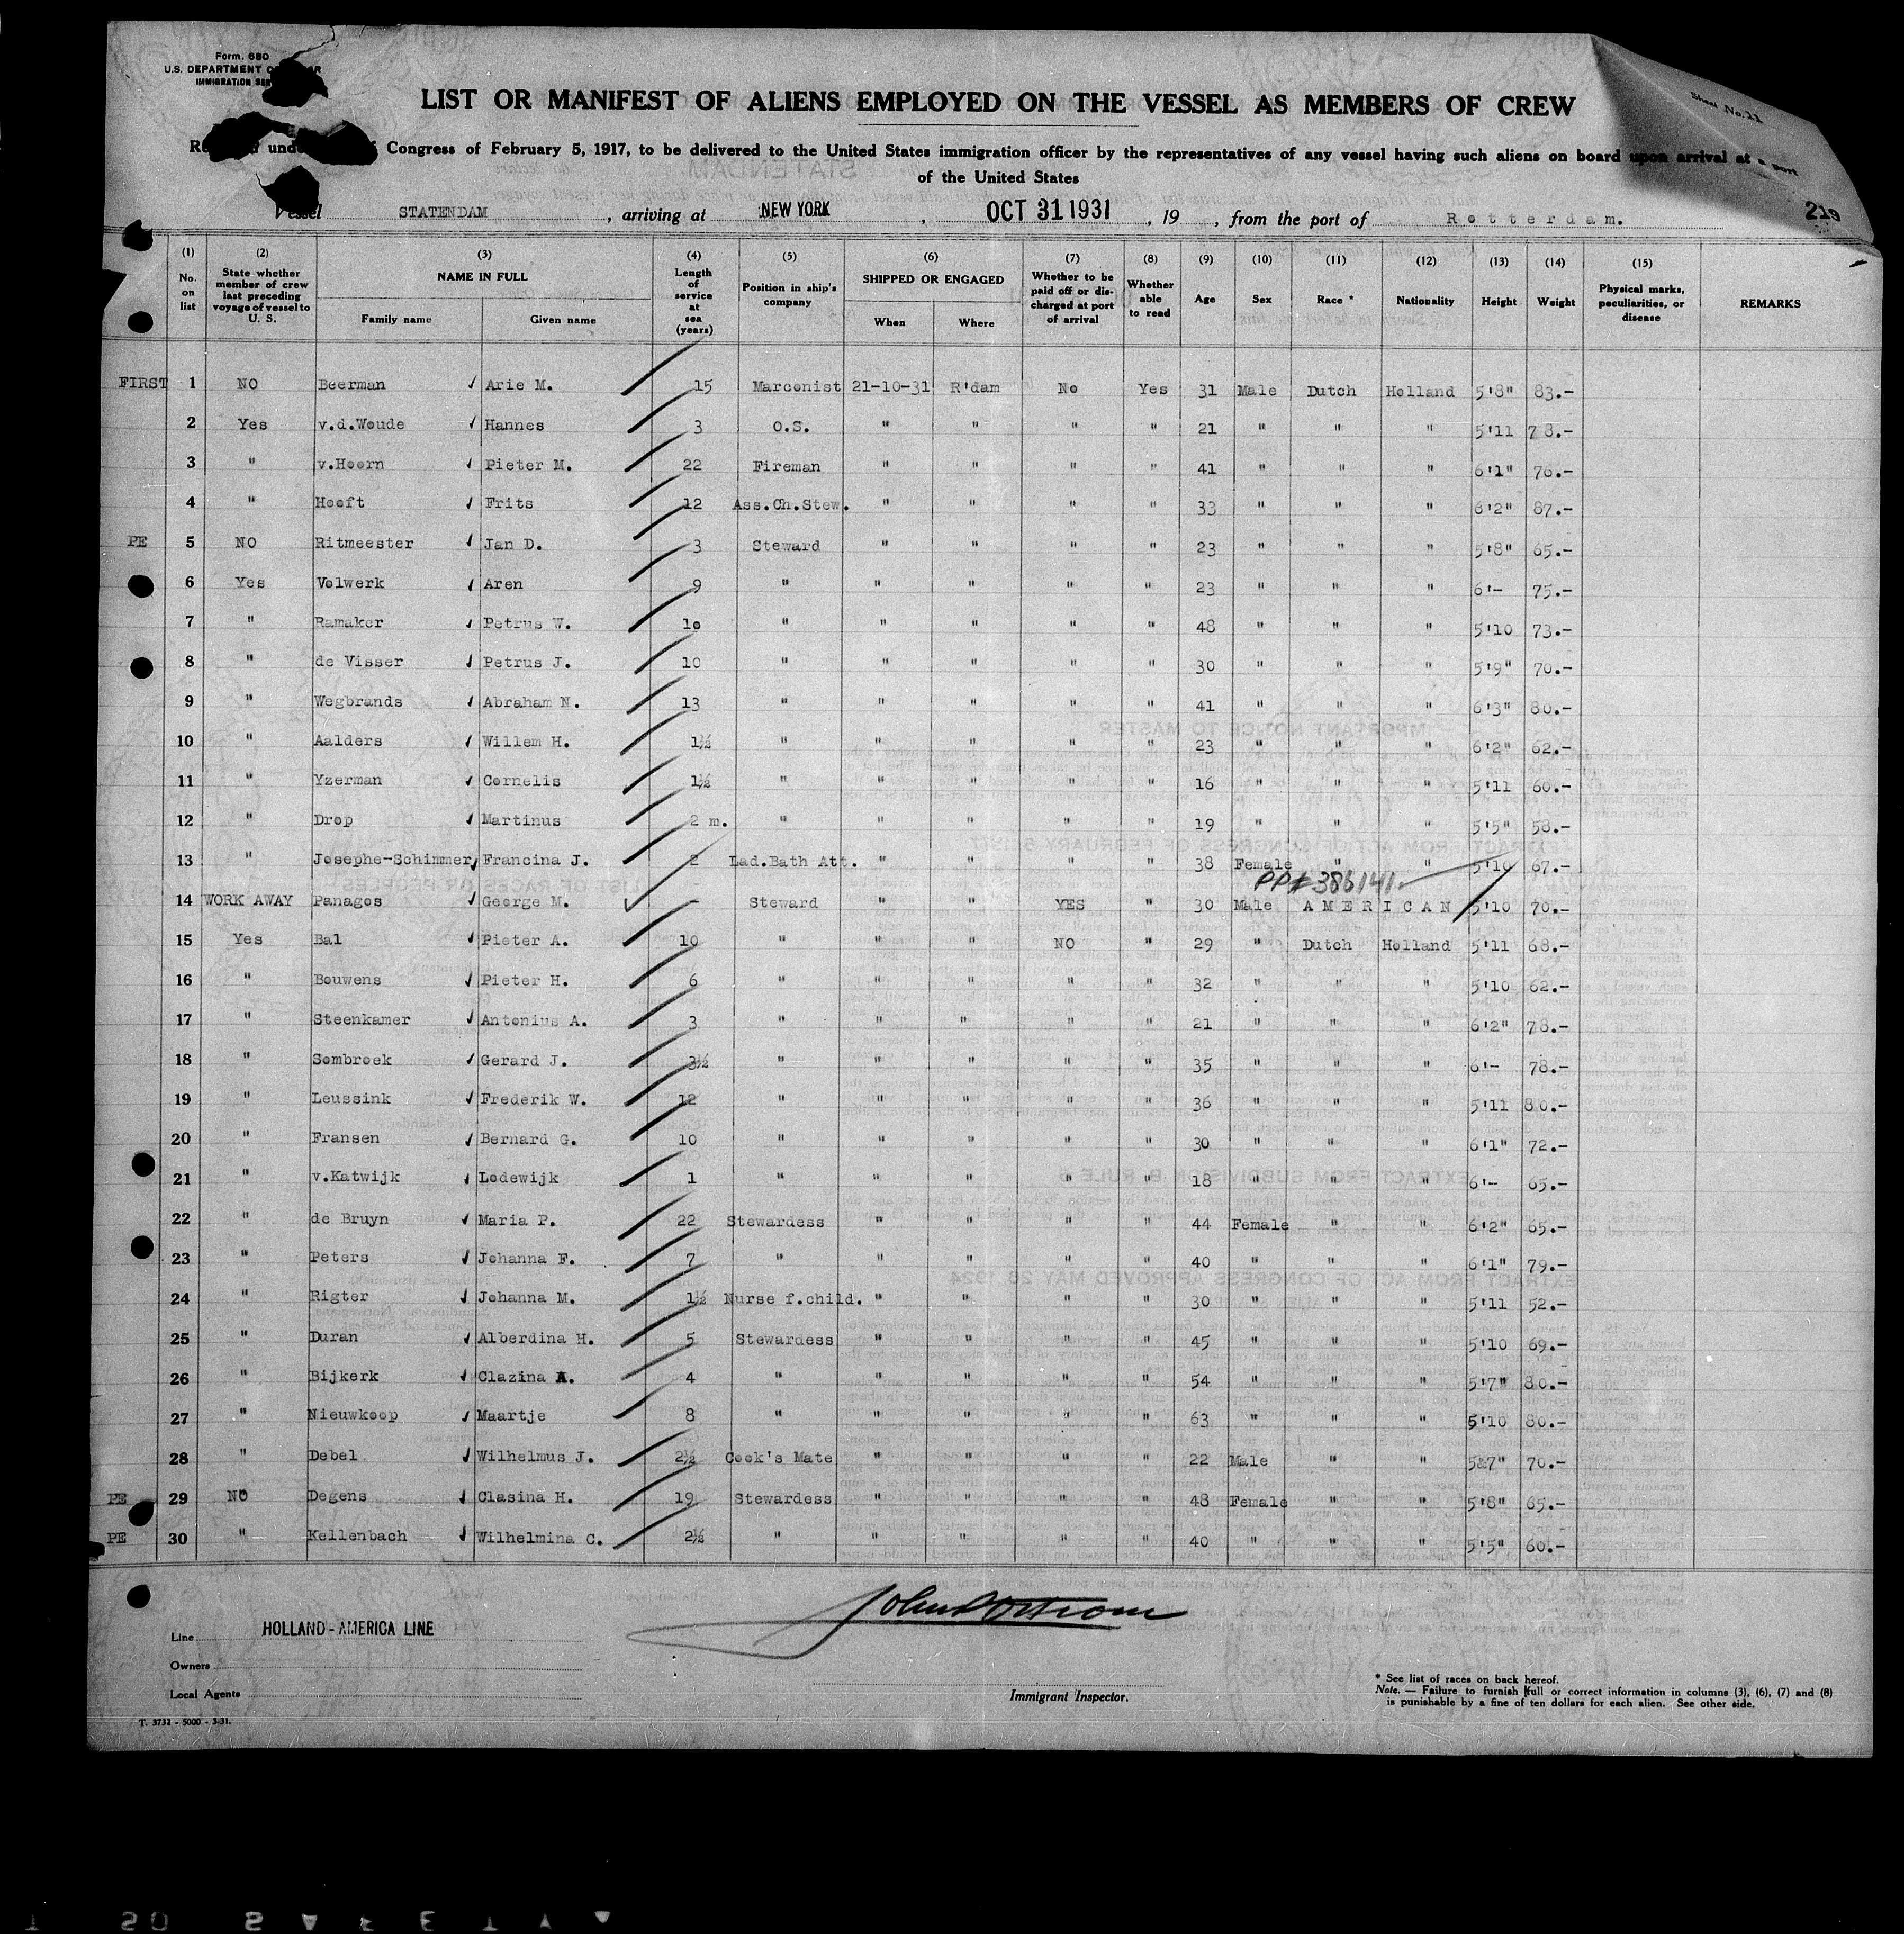 Form. 680
U.S. DEPARTMENT OF
IMMIGRATION
Sheet No. 11
LIST OR MANIFEST OF ALIENS EMPLOYED ON THE VESSEL AS MEMBERS OF CREW
Congress of February 5, 1917, to be delivered to the United States immigration officer by the representatives of any vessel having such aliens on board upon arrival at a port
of the United States
219
Vessel STATENDAM, arriving at NEW YORK, OCT 31 1931, 19 , from the port of Rotterdam.
(1) No. on list (2) State whether member of crew last preceding voyage of vessel to U. S. (3) NAME IN FULL Family name Given name (4) Length of service at sea (years) (5) Position in ship's company (6) SHIPPED OR ENGAGED When Where (7) Whether to be paid off or discharged at port of arrival (8) Whether able to read (9) Age (10) Sex (11) Race * (12) Nationality (13) Height (14) Weight (15) Physical marks, peculiarities, or disease REMARKS
FIRST 1 NO Beerman Arie M. 15 Marconist 21-10-31 R'dam No Yes 31 Male Dutch Holland 5'8" 83.-
2 Yes v.d.Woude Hannes 3 O.S. " " " " 21 " " " 5'11 78.-
3 " v.Hoorn Pieter M. 22 Fireman " " " " 41 " " " 6'1" 76.-
4 " Hooft Frits 12 Ass.Ch.Stew. " " " " 33 " " " 6'2" 87.-
PE 5 NO Ritmeester Jan D. 3 Steward " " " " 23 " " " 5'8" 65.-
6 Yes Volwerk Aren 9 " " " " " 23 " " " 6'- 75.-
7 " Ramaker Petrus W. 10 " " " " " 48 " " " 5'10 73.-
8 " de Visser Petrus J. 10 " " " " " 30 " " " 5'9" 70.-
9 " Wegbrands Abraham N. 13 " " " " " 41 " " " 6'3" 80.-
10 " Aalders Willem H. 1½ " " " " " 23 " " " 6'2" 62.-
11 " Yzerman Cornelis 1½ " " " " " 16 " " " 5'11 60.-
12 " Drop Martinus 2 m. " " " " " 19 " " " 5'5" 58.-
13 " Josephe-Schimmer Francina J. 2 Lad.Bath Att. " " " " 38 Female " " 5'10 67.-
PP# 386141
14 WORK AWAY Panagos George M. - Steward " " YES " 30 Male AMERICAN 5'10 70.-
15 Yes Bal Pieter A. 10 " " " NO " 29 " Dutch Holland 5'11 68.-
16 " Bouwens Pieter H. 6 " " " " " 32 " " " 5'10 62.-
17 " Steenkamer Antonius A. 3 " " " " " 21 " " " 6'2" 78.-
18 " Sombroek Gerard J. 3½ " " " " " 35 " " " 6'- 78.-
19 " Leussink Frederik W. 12 " " " " " 36 " " " 5'11 80.-
20 " Fransen Bernard G. 10 " " " " " 30 " " " 6'1" 72.-
21 " v.Katwijk Lodewijk 1 " " " " " 18 " " " 6'- 65.-
22 " de Bruyn Maria P. 22 Stewardess " " " " 44 Female " " 6'2" 65.-
23 " Peters Johanna F. 7 " " " " " 40 " " " 6'1" 79.-
24 " Rigter Johanna M. 1½ Nurse f.child. " " " " 30 " " " 5'11 52.-
25 " Duran Alberdina H. 5 Stewardess " " " " 45 " " " 5'10 69.-
26 " Bijkerk Clazina A. 4 " " " " " 54 " " " 5'7" 80.-
27 " Nieuwkoop Maartje 8 " " " " " 63 " " " 5'10 80.-
28 " Debel Wilhelmus J. 2½ Cook's Mate " " " " 22 Male " " 5'7" 70.-
PE 29 NO Degens Clasina H. 19 Stewardess " " " " 48 Female " " 5'8" 65.-
PE 30 " Kellenbach Wilhelmina C. 2½ " " " " " 40 " " " 5'5" 60.-
Line HOLLAND-AMERICA LINE
Owners
Local Agents
Immigrant Inspector.
* See list of races on back hereof.
Note. — Failure to furnish full or correct information in columns (3), (6), (7) and (8)
is punishable by a fine of ten dollars for each alien. See other side.
T. 3731 - 5000 - 3-31.